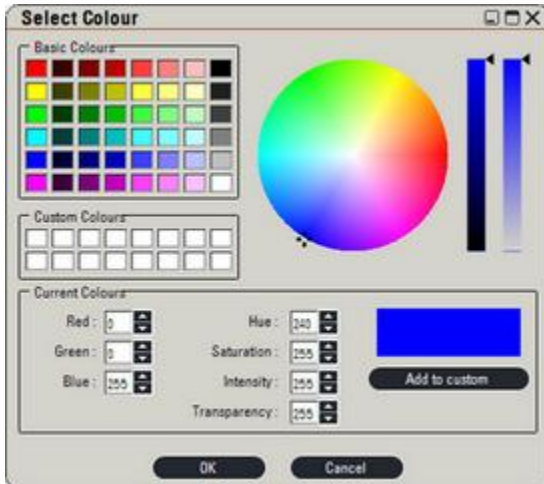 Select Colour
Basic Colours
Custom Colours
Current Colours
Red : 0
Hue : 240
Green : 0
Saturation : 255
Blue : 255
Intensity : 255
Add to custom
Transparency : 255
OK
Cancel